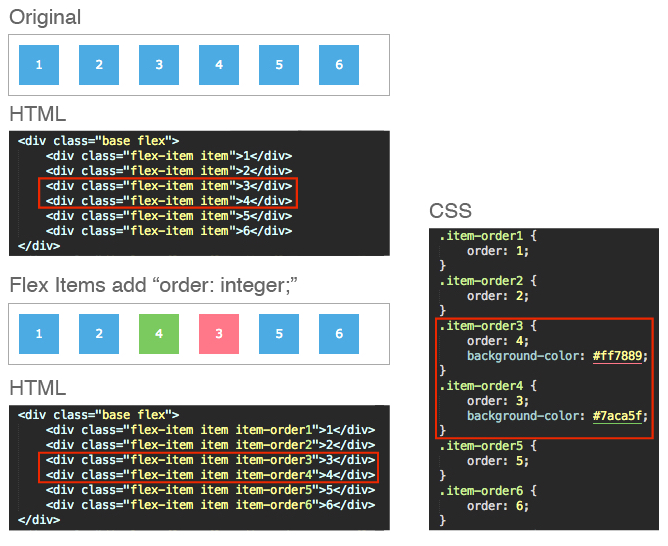 Original
1 2 3 4 5 6
HTML
<div class="base flex">
<div class="flex-item item">1</div>
<div class="flex-item item">2</div>
<div class="flex-item item">3</div>
<div class="flex-item item">4</div>
<div class="flex-item item">5</div>
<div class="flex-item item">6</div>
</div>
Flex Items add “order: integer;”
1 2 4 3 5 6
HTML
<div class="base flex">
<div class="flex-item item item-order1">1</div>
<div class="flex-item item item-order2">2</div>
<div class="flex-item item item-order3">3</div>
<div class="flex-item item item-order4">4</div>
<div class="flex-item item item-order5">5</div>
<div class="flex-item item item-order6">6</div>
</div>
CSS
.item-order1 {
order: 1;
}
.item-order2 {
order: 2;
}
.item-order3 {
order: 4;
background-color: #ff7889;
}
.item-order4 {
order: 3;
background-color: #7aca5f;
}
.item-order5 {
order: 5;
}
.item-order6 {
order: 6;
}